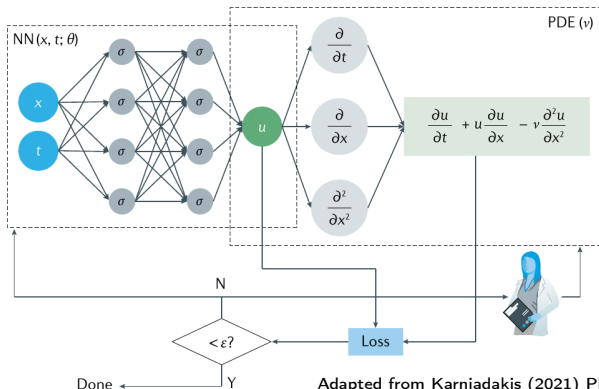 NN(x, t; θ)
PDE (ν)
σ σ ∂/∂t
x σ σ
u ∂/∂x ∂u/∂t + u ∂u/∂x − ν ∂²u/∂x²
t σ σ
σ σ ∂²/∂x²
N
< ε? Loss
Done Y
Adapted from Karniadakis (2021)